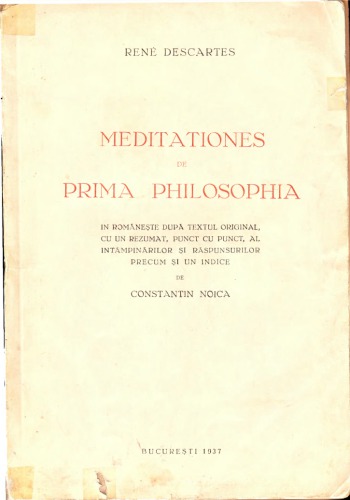 RENÉ DESCARTES
MEDITATIONES
DE
PRIMA PHILOSOPHIA
IN ROMÂNEȘTE DUPĂ TEXTUL ORIGINAL,
CU UN REZUMAT, PUNCT CU PUNCT, AL
INTÂMPINĂRILOR ȘI RĂSPUNSURILOR
PRECUM ȘI UN INDICE
DE
CONSTANTIN NOICA
BUCUREȘTI 1937